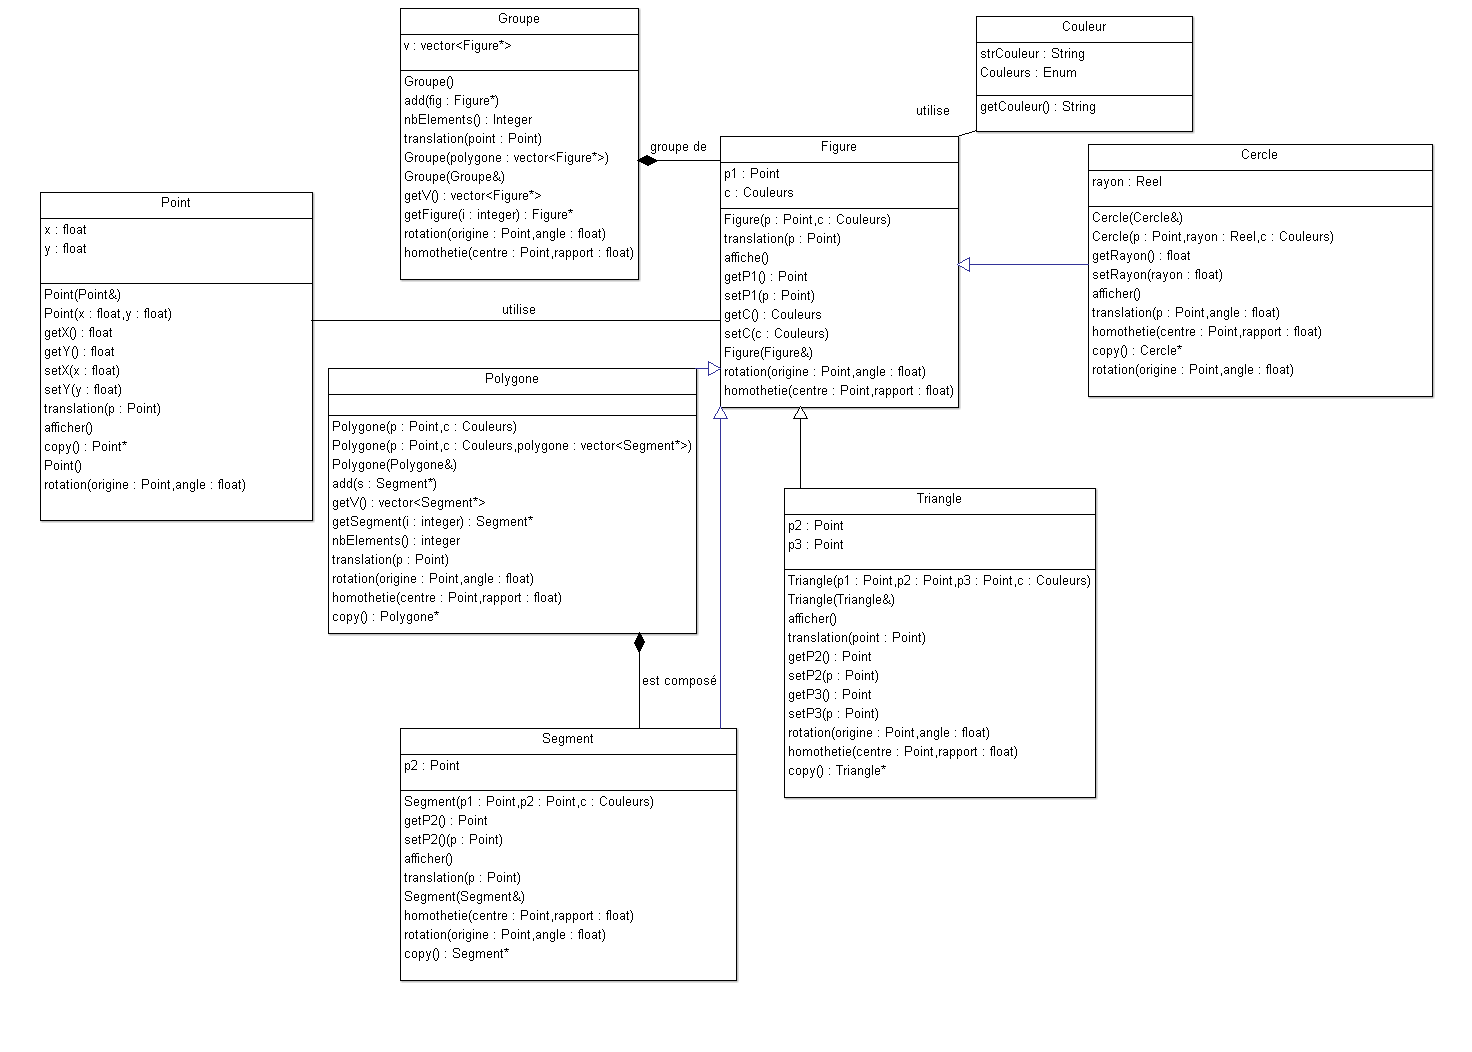 Groupe
v : vector<Figure*>
Groupe()
add(fig : Figure*)
nbElements() : Integer
translation(point : Point)
Groupe(polygone : vector<Figure*>)
Groupe(Groupe&)
getV() : vector<Figure*>
getFigure(i : integer) : Figure*
rotation(origine : Point,angle : float)
homothetie(centre : Point,rapport : float)
groupe de
utilise
Couleur
strCouleur : String
Couleurs : Enum
getCouleur() : String
Figure
p1 : Point
c : Couleurs
Figure(p : Point,c : Couleurs)
translation(p : Point)
affiche()
getP1() : Point
setP1(p : Point)
getC() : Couleurs
setC(c : Couleurs)
Figure(Figure&)
rotation(origine : Point,angle : float)
homothetie(centre : Point,rapport : float)
Cercle
rayon : Reel
Cercle(Cercle&)
Cercle(p : Point,rayon : Reel,c : Couleurs)
getRayon() : float
setRayon(rayon : float)
afficher()
translation(p : Point,angle : float)
homothetie(centre : Point,rapport : float)
copy() : Cercle*
rotation(origine : Point,angle : float)
Point
x : float
y : float
Point(Point&)
Point(x : float,y : float)
getX() : float
getY() : float
setX(x : float)
setY(y : float)
translation(p : Point)
afficher()
copy() : Point*
Point()
rotation(origine : Point,angle : float)
utilise
Polygone
Polygone(p : Point,c : Couleurs)
Polygone(p : Point,c : Couleurs,polygone : vector<Segment*>)
Polygone(Polygone&)
add(s : Segment*)
getV() : vector<Segment*>
getSegment(i : integer) : Segment*
nbElements() : integer
translation(p : Point)
rotation(origine : Point,angle : float)
homothetie(centre : Point,rapport : float)
copy() : Polygone*
est composé
Triangle
p2 : Point
p3 : Point
Triangle(p1 : Point,p2 : Point,p3 : Point,c : Couleurs)
Triangle(Triangle&)
afficher()
translation(point : Point)
getP2() : Point
setP2(p : Point)
getP3() : Point
setP3(p : Point)
rotation(origine : Point,angle : float)
homothetie(centre : Point,rapport : float)
copy() : Triangle*
Segment
p2 : Point
Segment(p1 : Point,p2 : Point,c : Couleurs)
getP2() : Point
setP2()(p : Point)
afficher()
translation(p : Point)
Segment(Segment&)
homothetie(centre : Point,rapport : float)
rotation(origine : Point,angle : float)
copy() : Segment*